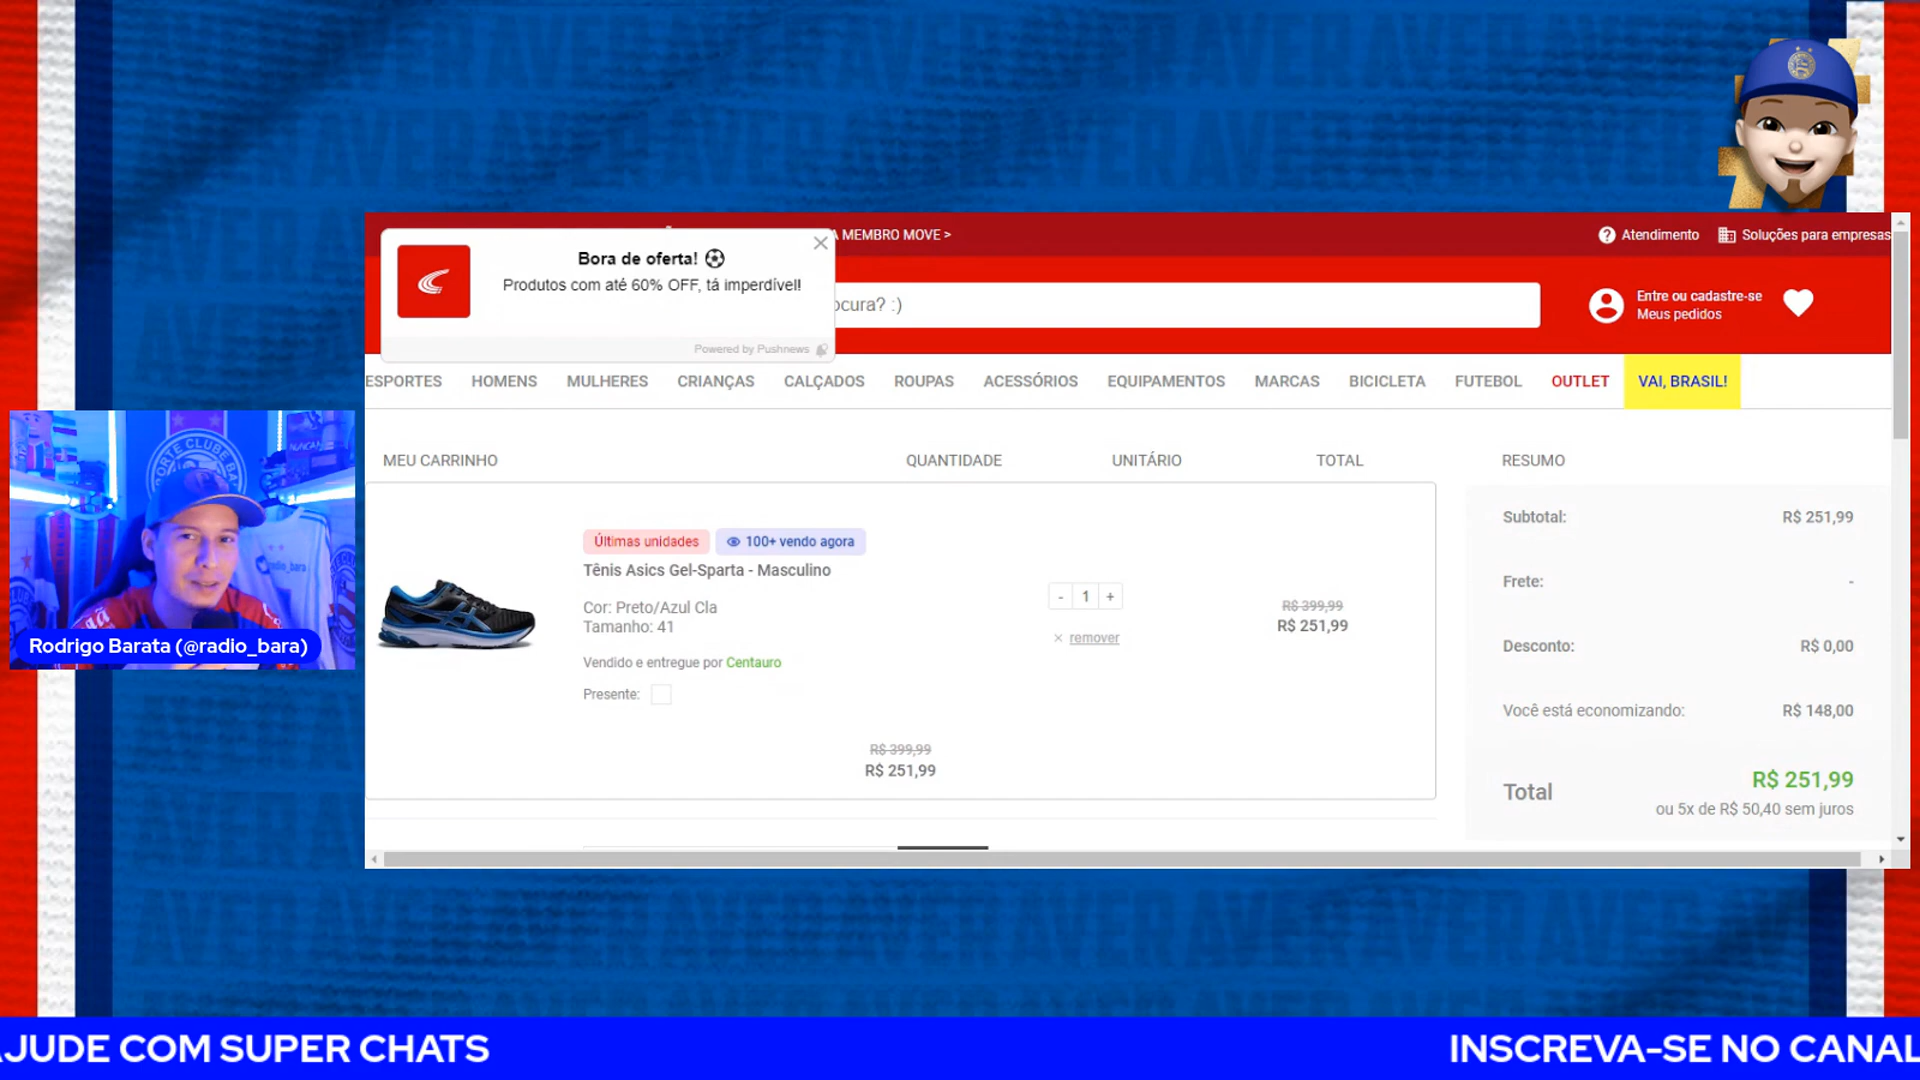 A MEMBRO MOVE >
Atendimento
Soluções para empresas
Bora de oferta!
Produtos com até 60% OFF, tá imperdível!
Powered by Pushnews
ocura? :)
Entre ou cadastre-se
Meus pedidos
ESPORTES HOMENS MULHERES CRIANÇAS CALÇADOS ROUPAS ACESSÓRIOS EQUIPAMENTOS MARCAS BICICLETA FUTEBOL OUTLET VAI, BRASIL!
MEU CARRINHO QUANTIDADE UNITÁRIO TOTAL RESUMO
Últimas unidades 100+ vendo agora
Tênis Asics Gel-Sparta - Masculino
Cor: Preto/Azul Cla
Tamanho: 41
Vendido e entregue por Centauro
Presente:
- 1 +
× remover
R$ 399,99
R$ 251,99
R$ 399,99
R$ 251,99
Subtotal: R$ 251,99
Frete: -
Desconto: R$ 0,00
Você está economizando: R$ 148,00
Total R$ 251,99
ou 5x de R$ 50,40 sem juros
Rodrigo Barata (@radio_bara)
AJUDE COM SUPER CHATS
INSCREVA-SE NO CANAL